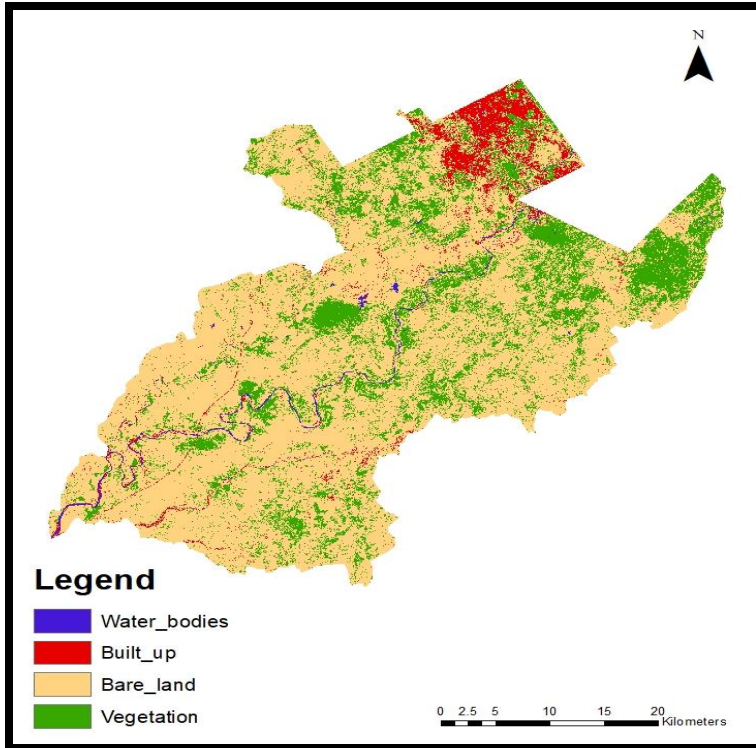 N
Legend
Water_bodies
Built_up
Bare_land
Vegetation
0 2.5 5 10 15 20
Kilometers